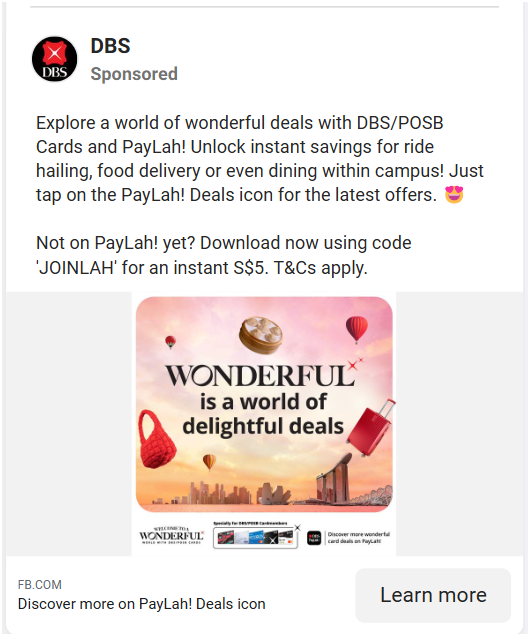 DBS
DBS
Sponsored
Explore a world of wonderful deals with DBS/POSB
Cards and PayLah! Unlock instant savings for ride
hailing, food delivery or even dining within campus! Just
tap on the PayLah! Deals icon for the latest offers. 😍
Not on PayLah! yet? Download now using code
'JOINLAH' for an instant S$5. T&Cs apply.
WONDERFUL
is a world of
delightful deals
WELCOME TO A
WONDERFUL
WORLD WITH DBS/POSB CARDS
Specially for DBS/POSB Cardmembers
DBS
PayLah!
Discover more wonderful
card deals on PayLah!
FB.COM
Discover more on PayLah! Deals icon
Learn more